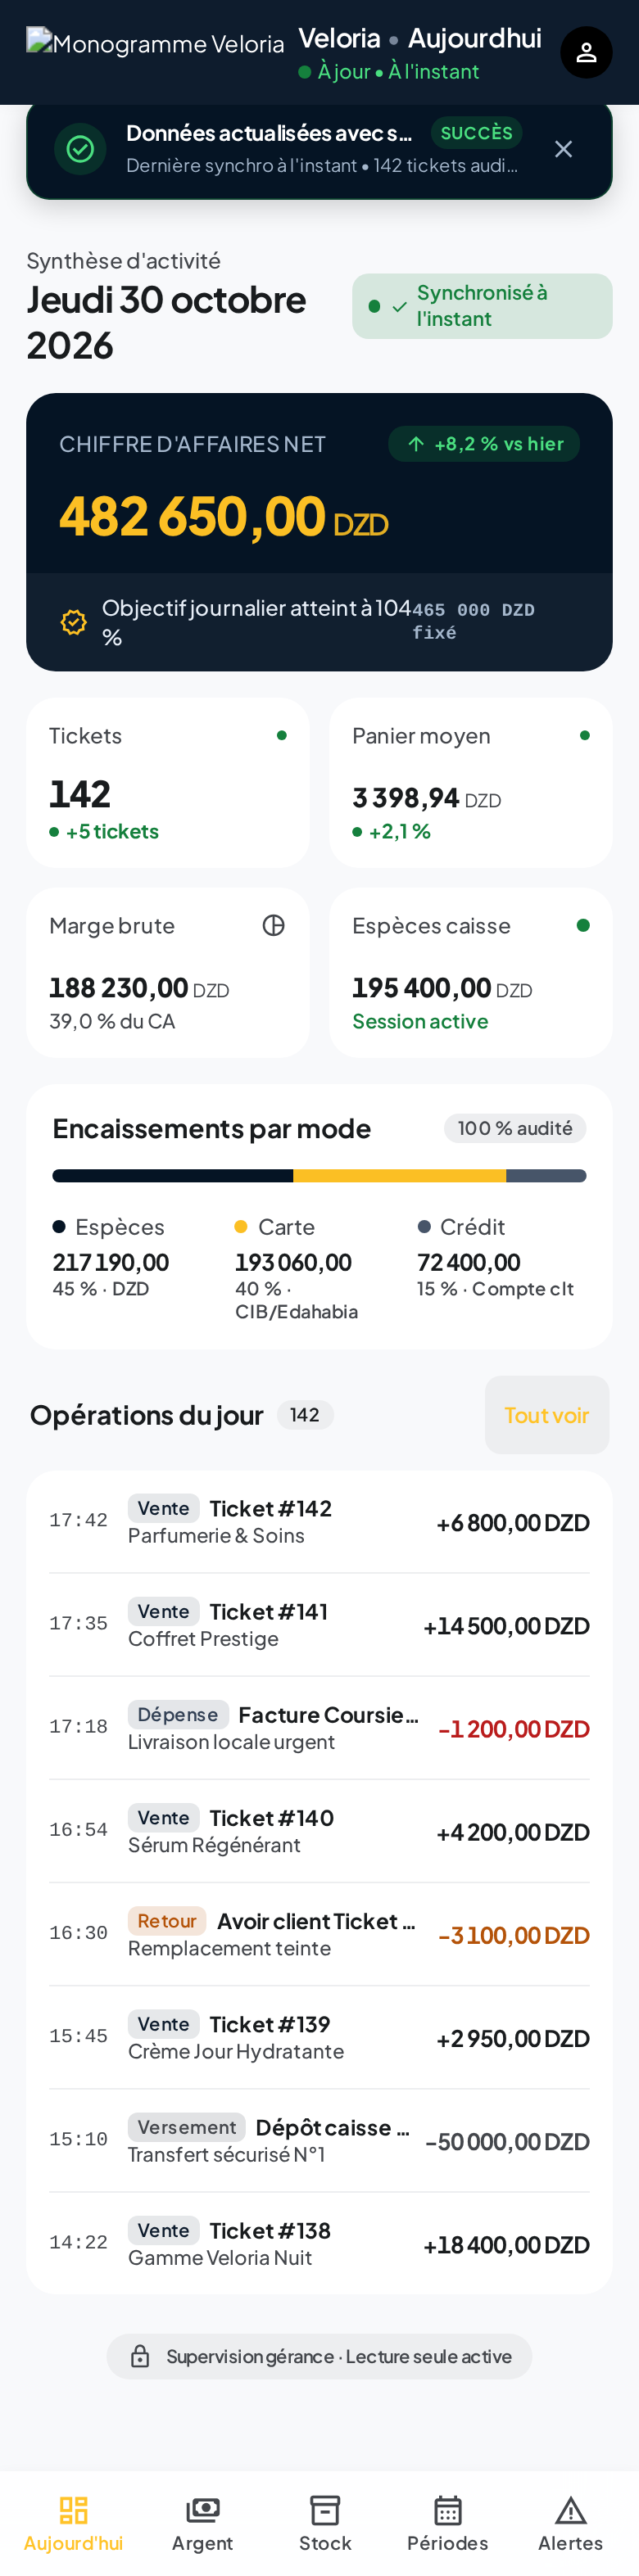 Monogramme Veloria
Veloria • Aujourdhui
À jour • À l'instant
Données actualisées avec s... SUCCÈS
Dernière synchro à l'instant • 142 tickets audi...
Synthèse d'activité
Jeudi 30 octobre
2026
Synchronisé à
l'instant
CHIFFRE D'AFFAIRES NET
+8,2 % vs hier
482 650,00 DZD
Objectif journalier atteint à 104
%
465 000 DZD
fixé
Tickets
142
+5 tickets
Panier moyen
3 398,94 DZD
+2,1 %
Marge brute
188 230,00 DZD
39,0 % du CA
Espèces caisse
195 400,00 DZD
Session active
Encaissements par mode
100 % audité
Espèces
217 190,00
45 % · DZD
Carte
193 060,00
40 % ·
CIB/Edahabia
Crédit
72 400,00
15 % · Compte clt
Opérations du jour 142
Tout voir
17:42 Vente Ticket #142 +6 800,00 DZD
Parfumerie & Soins
17:35 Vente Ticket #141 +14 500,00 DZD
Coffret Prestige
17:18 Dépense Facture Coursie... -1 200,00 DZD
Livraison locale urgent
16:54 Vente Ticket #140 +4 200,00 DZD
Sérum Régénérant
16:30 Retour Avoir client Ticket ... -3 100,00 DZD
Remplacement teinte
15:45 Vente Ticket #139 +2 950,00 DZD
Crème Jour Hydratante
15:10 Versement Dépôt caisse ... -50 000,00 DZD
Transfert sécurisé N°1
14:22 Vente Ticket #138 +18 400,00 DZD
Gamme Veloria Nuit
Supervision gérance · Lecture seule active
Aujourd'hui Argent Stock Périodes Alertes